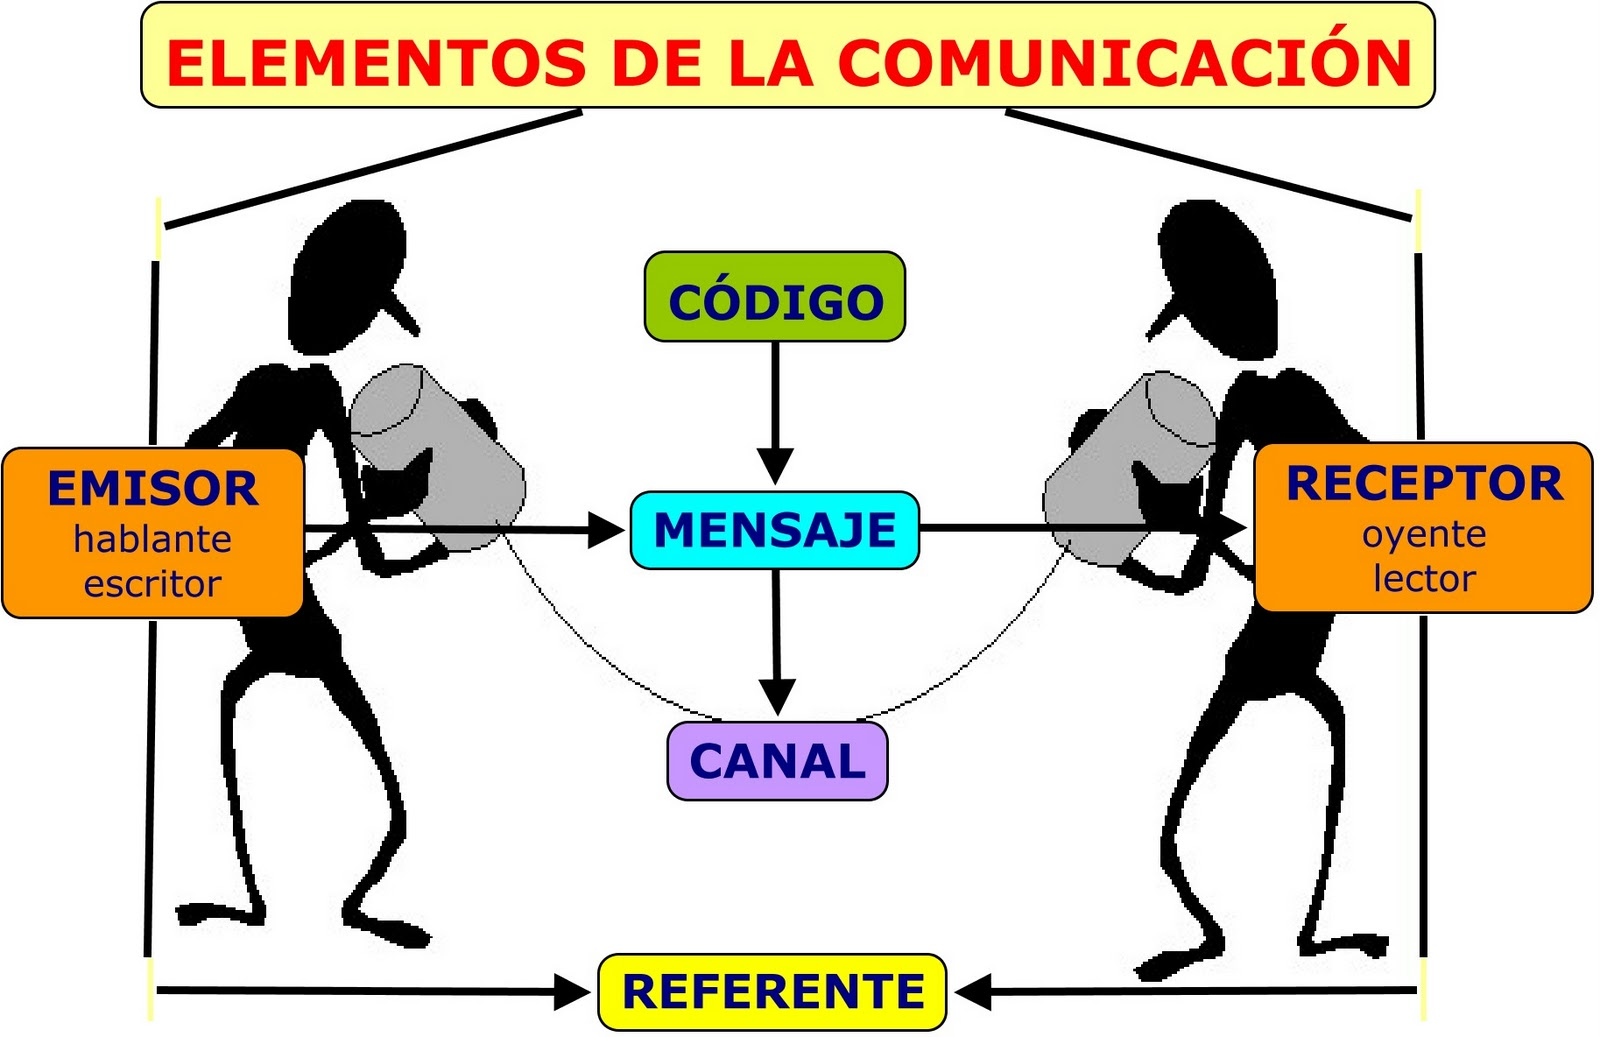 ELEMENTOS DE LA COMUNICACIÓN
CÓDIGO
EMISOR
hablante
escritor
MENSAJE
RECEPTOR
oyente
lector
CANAL
REFERENTE